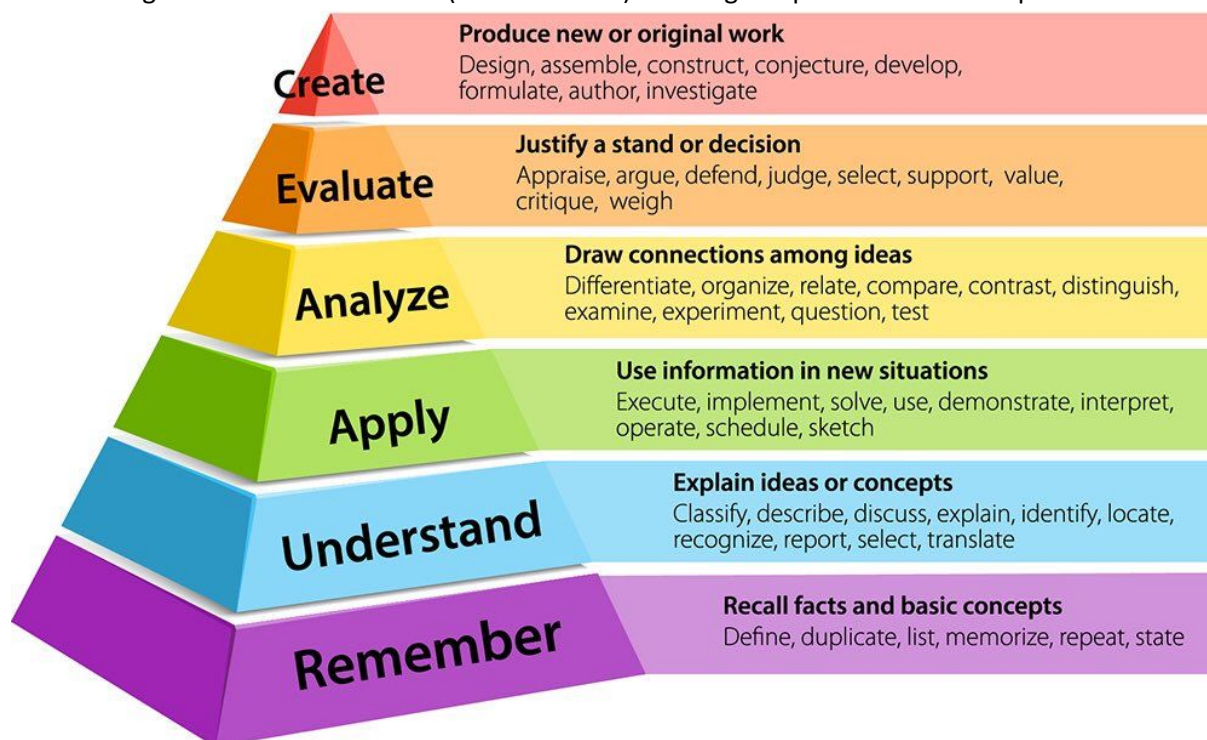 Create
Produce new or original work
Design, assemble, construct, conjecture, develop,
formulate, author, investigate
Evaluate
Justify a stand or decision
Appraise, argue, defend, judge, select, support, value,
critique, weigh
Analyze
Draw connections among ideas
Differentiate, organize, relate, compare, contrast, distinguish,
examine, experiment, question, test
Apply
Use information in new situations
Execute, implement, solve, use, demonstrate, interpret,
operate, schedule, sketch
Understand
Explain ideas or concepts
Classify, describe, discuss, explain, identify, locate,
recognize, report, select, translate
Remember
Recall facts and basic concepts
Define, duplicate, list, memorize, repeat, state